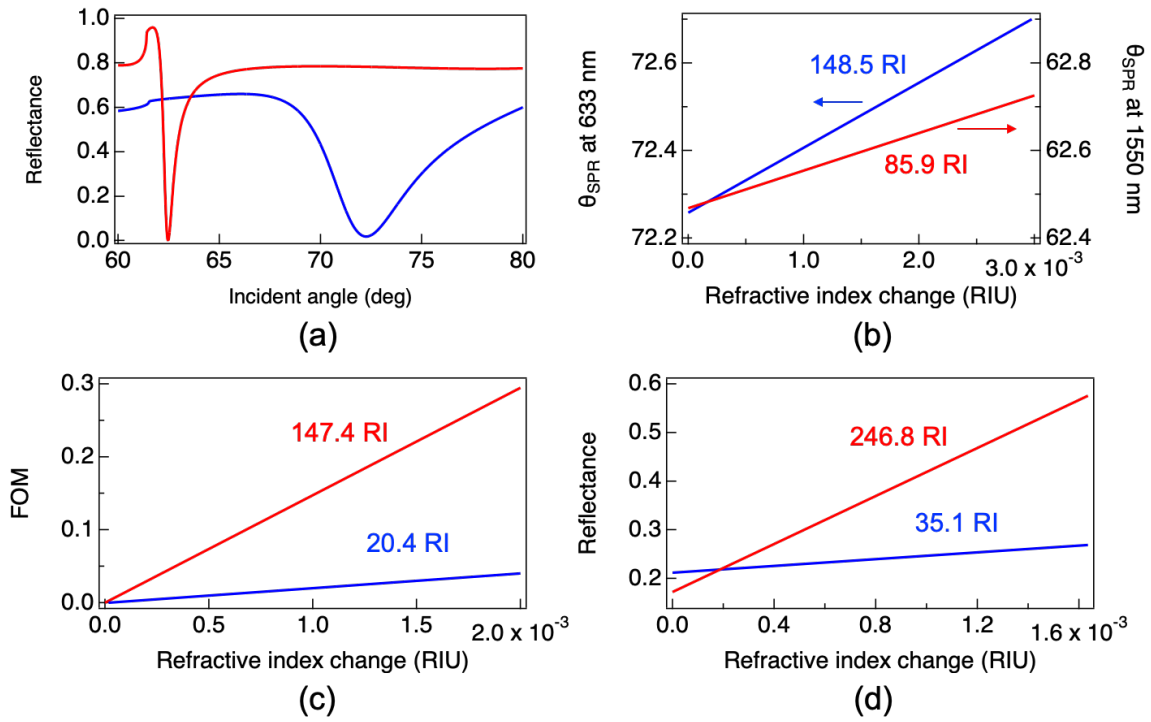 1.0
0.8
0.6
0.4
0.2
0.0
Reflectance
60
65
70
75
80
Incident angle (deg)
(a)
72.6
72.4
72.2
θSPR at 633 nm
148.5 RI
85.9 RI
62.8
62.6
62.4
θSPR at 1550 nm
0.0
1.0
2.0
3.0 x 10-3
Refractive index change (RIU)
(b)
0.3
0.2
0.1
0.0
FOM
147.4 RI
20.4 RI
0.0
0.5
1.0
1.5
2.0 x 10-3
Refractive index change (RIU)
(c)
0.6
0.5
0.4
0.3
0.2
Reflectance
246.8 RI
35.1 RI
0.0
0.4
0.8
1.2
1.6 x 10-3
Refractive index change (RIU)
(d)